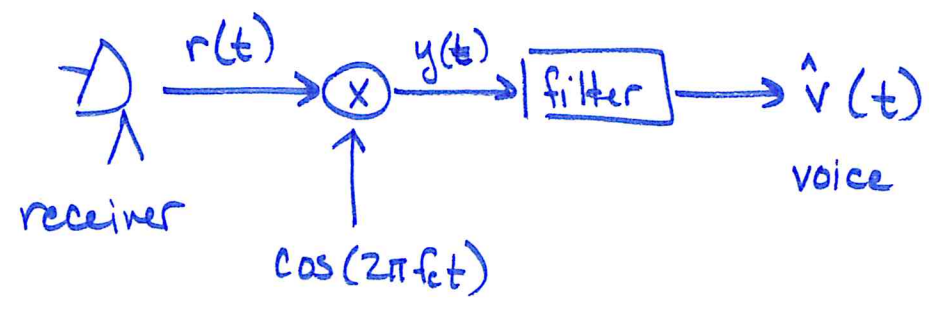 r(t)
y(t)
x
filter
v̂(t)
voice
receiver
cos(2πfct)